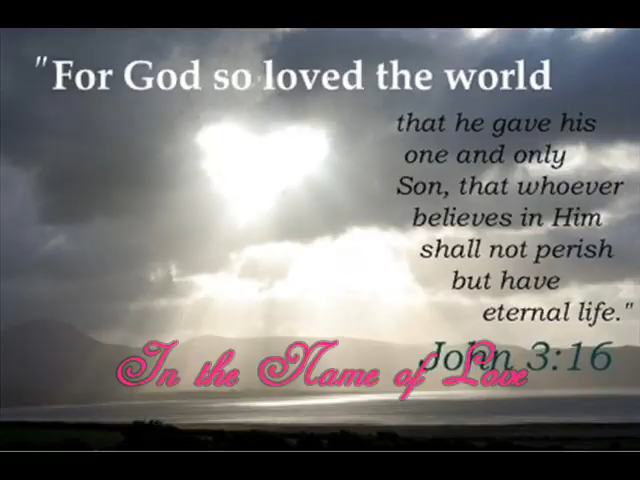 "For God so loved the world
that he gave his
one and only
Son, that whoever
believes in Him
shall not perish
but have
eternal life."
John 3:16
In the Name of Love